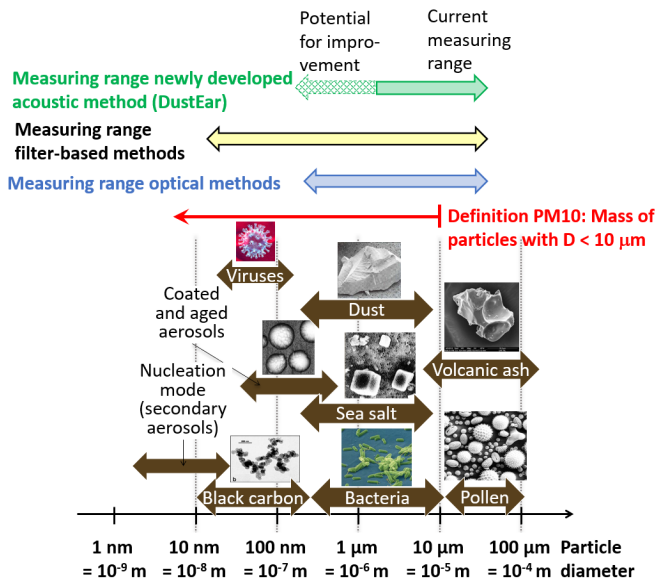 Potential
for impro-
vement
Current
measuring
range
Measuring range newly developed
acoustic method (DustEar)
Measuring range
filter-based methods
Measuring range optical methods
Definition PM10: Mass of
particles with D < 10 µm
Viruses
Coated
and aged
aerosols
Dust
Nucleation
mode
(secondary
aerosols)
Volcanic ash
Sea salt
b
Black carbon
Bacteria
Pollen
1 nm
= 10⁻⁹ m
10 nm
= 10⁻⁸ m
100 nm
= 10⁻⁷ m
1 µm
= 10⁻⁶ m
10 µm
= 10⁻⁵ m
100 µm
= 10⁻⁴ m
Particle
diameter